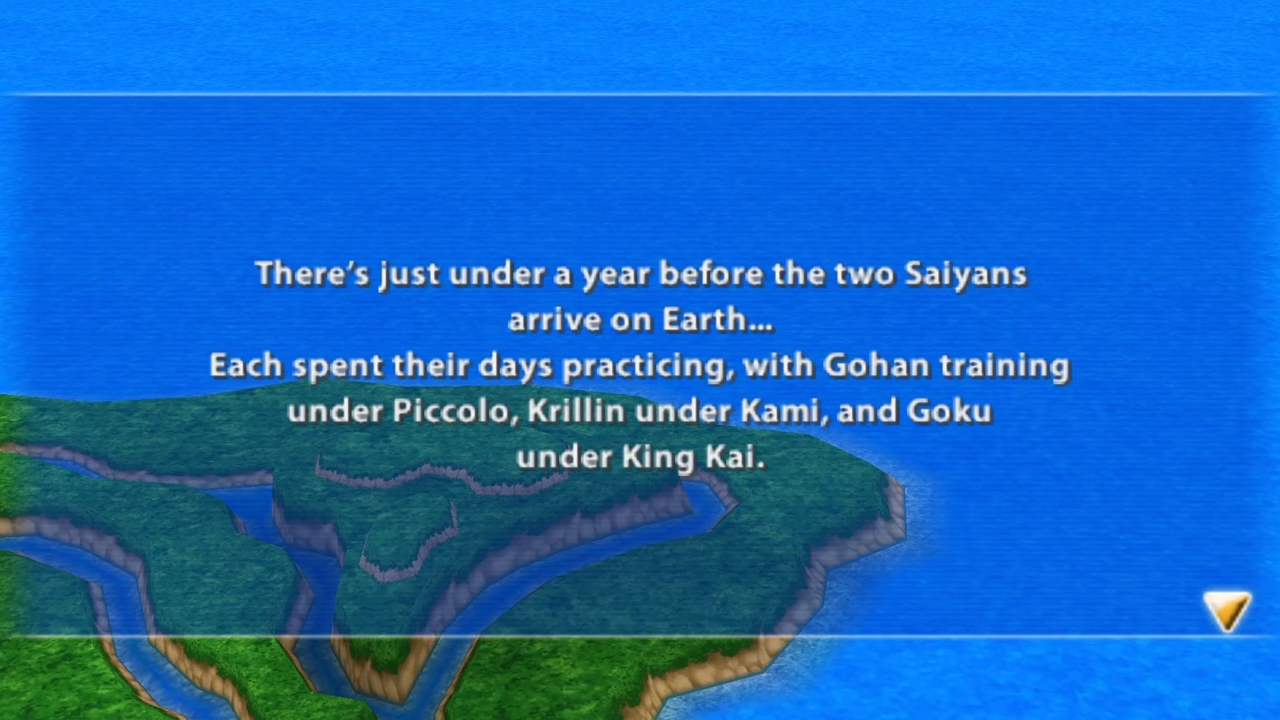 There's just under a year before the two Saiyans
arrive on Earth...
Each spent their days practicing, with Gohan training
under Piccolo, Krillin under Kami, and Goku
under King Kai.